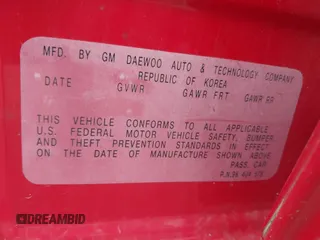 MFD. BY GM DAEWOO AUTO & TECHNOLOGY COMPANY
REPUBLIC OF KOREA
DATE GVWR GAWR FRT GAWR RR
THIS VEHICLE CONFORMS TO ALL APPLICABLE
U.S. FEDERAL MOTOR VEHICLE SAFETY, BUMPER,
AND THEFT PREVENTION STANDARDS IN EFFECT
ON THE DATE OF MANUFACTURE SHOWN ABOVE
PASS. CAR
P.N.96
DREAMBID